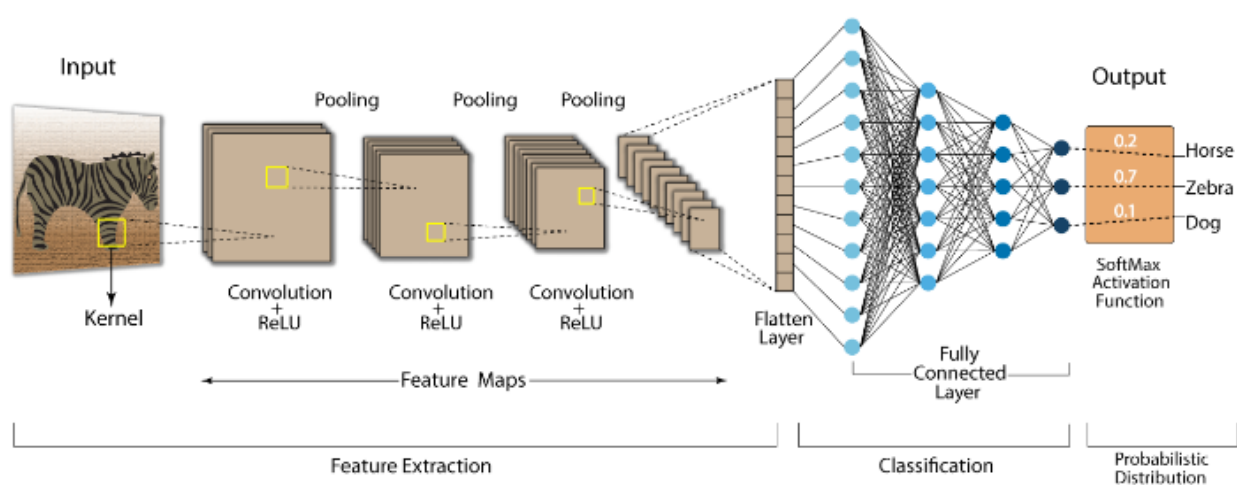 Input
Kernel
Pooling
Pooling
Pooling
Convolution
+
ReLU
Convolution
+
ReLU
Convolution
+
ReLU
Feature Maps
Flatten
Layer
Fully
Connected
Layer
Output
0.2
Horse
0.7
Zebra
0.1
Dog
SoftMax
Activation
Function
Feature Extraction
Classification
Probabilistic
Distribution